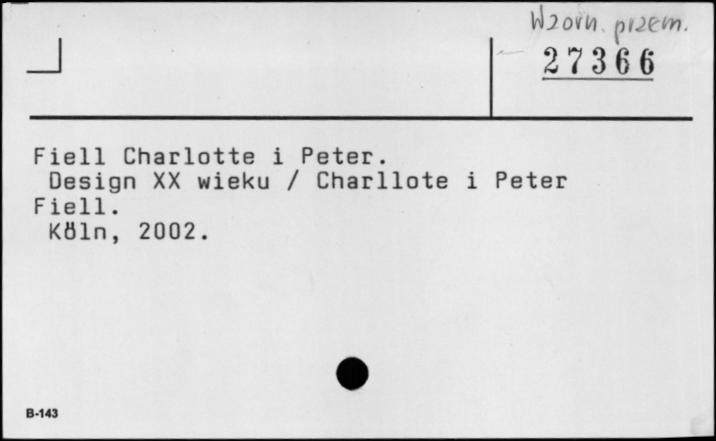 Wzorn. przem.
27366
Fiell Charlotte i Peter.
Design XX wieku / Charllote i Peter
Fiell.
Köln, 2002.
B-143